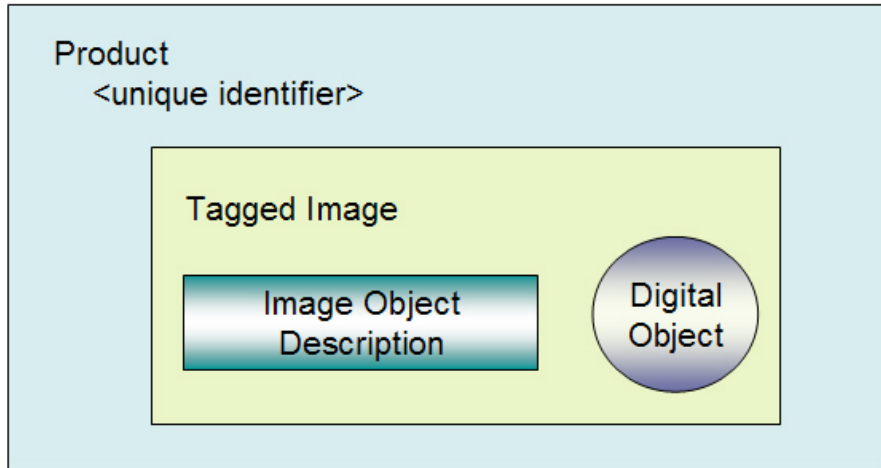 Product
<unique identifier>
Tagged Image
Image Object
Description
Digital
Object